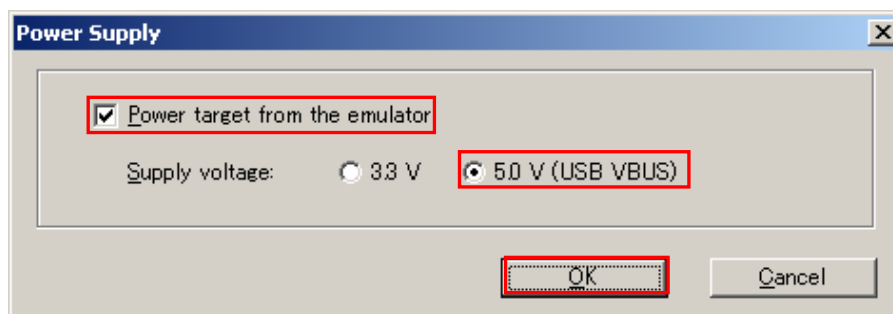 Power Supply
Power target from the emulator
Supply voltage: 3.3 V 5.0 V (USB VBUS)
OK Cancel